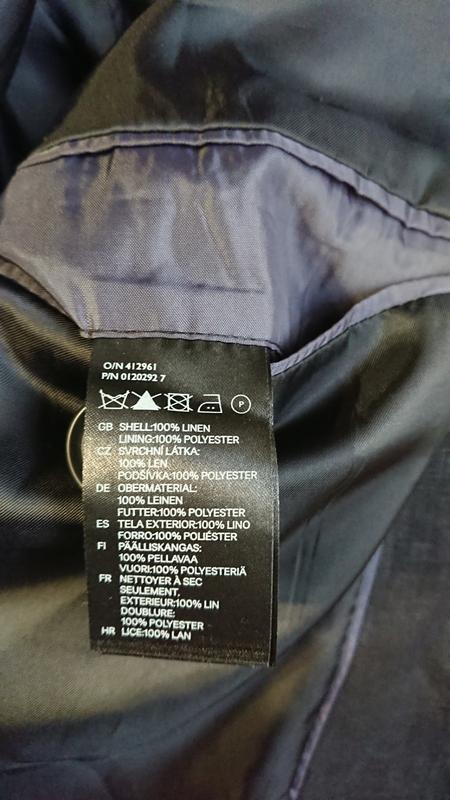 O/N 412961
P/N 0120292 7
P
GB SHELL:100% LINEN
LINING:100% POLYESTER
CZ SVRCHNÍ LÁTKA:
100% LEN
PODŠÍVKA:100% POLYESTER
DE OBERMATERIAL:
100% LEINEN
FUTTER:100% POLYESTER
ES TELA EXTERIOR:100% LINO
FORRO:100% POLIÉSTER
FI PÄÄLLISKANGAS:
100% PELLAVAA
VUORI:100% POLYESTERIÄ
FR NETTOYER À SEC
SEULEMENT.
EXTERIEUR:100% LIN
DOUBLURE:
100% POLYESTER
HR LICE:100% LAN